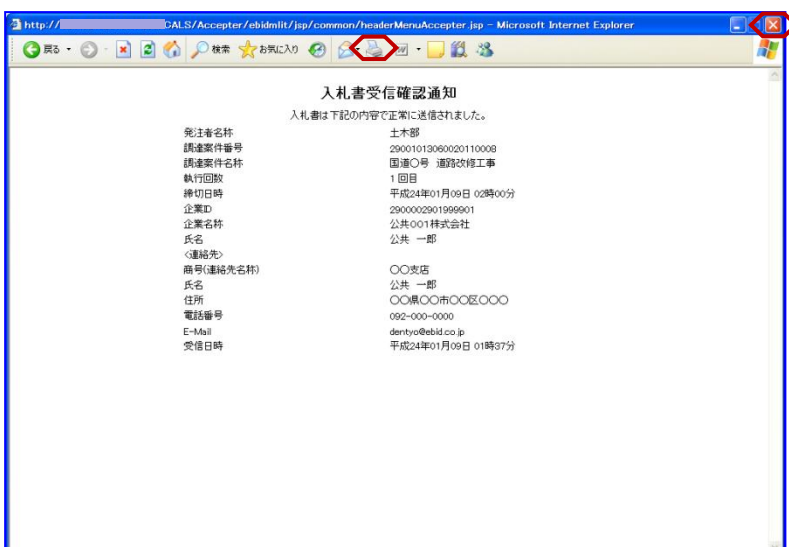 http:// CALS/Accepter/ebidmlit/jsp/common/headerMenuAccepter.jsp - Microsoft Internet Explorer
戻る 検索 お気に入り
入札書受信確認通知
入札書は下記の内容で正常に送信されました。
発注者名称 土木部
調達案件番号 29001013060020110008
調達案件名称 国道○号 道路改修工事
執行回数 1回目
締切日時 平成24年01月09日 02時00分
企業ID 2900002901999901
企業名称 公共001株式会社
氏名 公共 一郎
<連絡先>
商号(連絡先名称) ○○支店
氏名 公共 一郎
住所 ○○県○○市○○区○○○
電話番号 092-000-0000
E-Mail dentyo@ebid.co.jp
受信日時 平成24年01月09日 01時37分